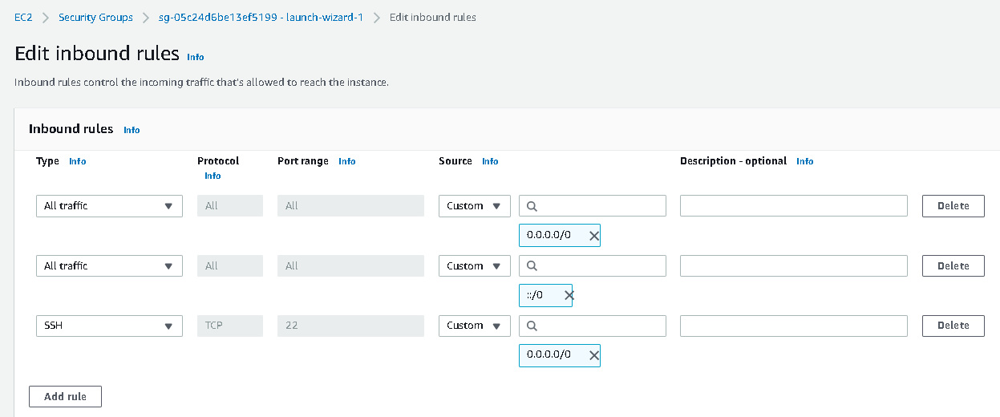 EC2 > Security Groups > sg-05c24d6be13ef5199 - launch-wizard-1 > Edit inbound rules
Edit inbound rules Info
Inbound rules control the incoming traffic that's allowed to reach the instance.
Inbound rules Info
Type Info Protocol Info Port range Info Source Info Description - optional Info
All traffic All All Custom Delete
0.0.0.0/0
All traffic All All Custom Delete
::/0
SSH TCP 22 Custom Delete
0.0.0.0/0
Add rule